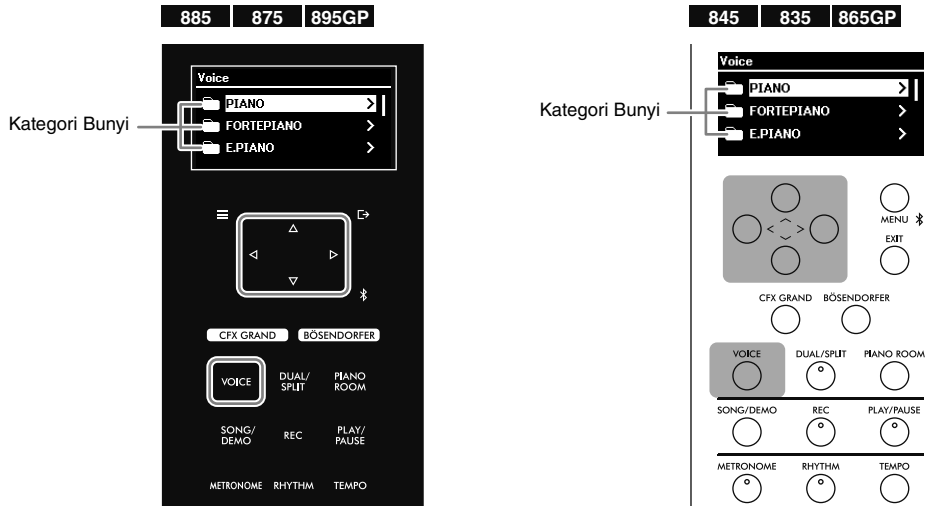 885 875 895GP
Voice
PIANO
FORTEPIANO
E.PIANO
Kategori Bunyi
CFX GRAND BÖSENDORFER
VOICE DUAL/SPLIT PIANO ROOM
SONG/DEMO REC PLAY/PAUSE
METRONOME RHYTHM TEMPO
845 835 865GP
Voice
PIANO
FORTEPIANO
E.PIANO
Kategori Bunyi
MENU
EXIT
CFX GRAND BÖSENDORFER
VOICE DUAL/SPLIT PIANO ROOM
SONG/DEMO REC PLAY/PAUSE
METRONOME RHYTHM TEMPO